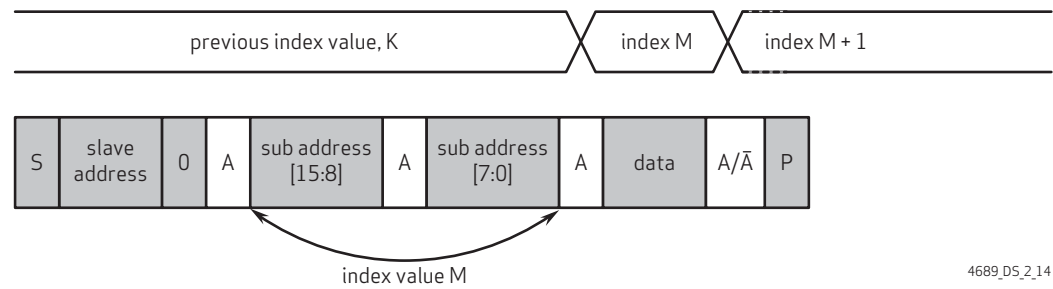 previous index value, K
index M
index M + 1
S
slave
address
0
A
sub address
[15:8]
A
sub address
[7:0]
A
data
A/Ā
P
index value M
4689_DS_2_14